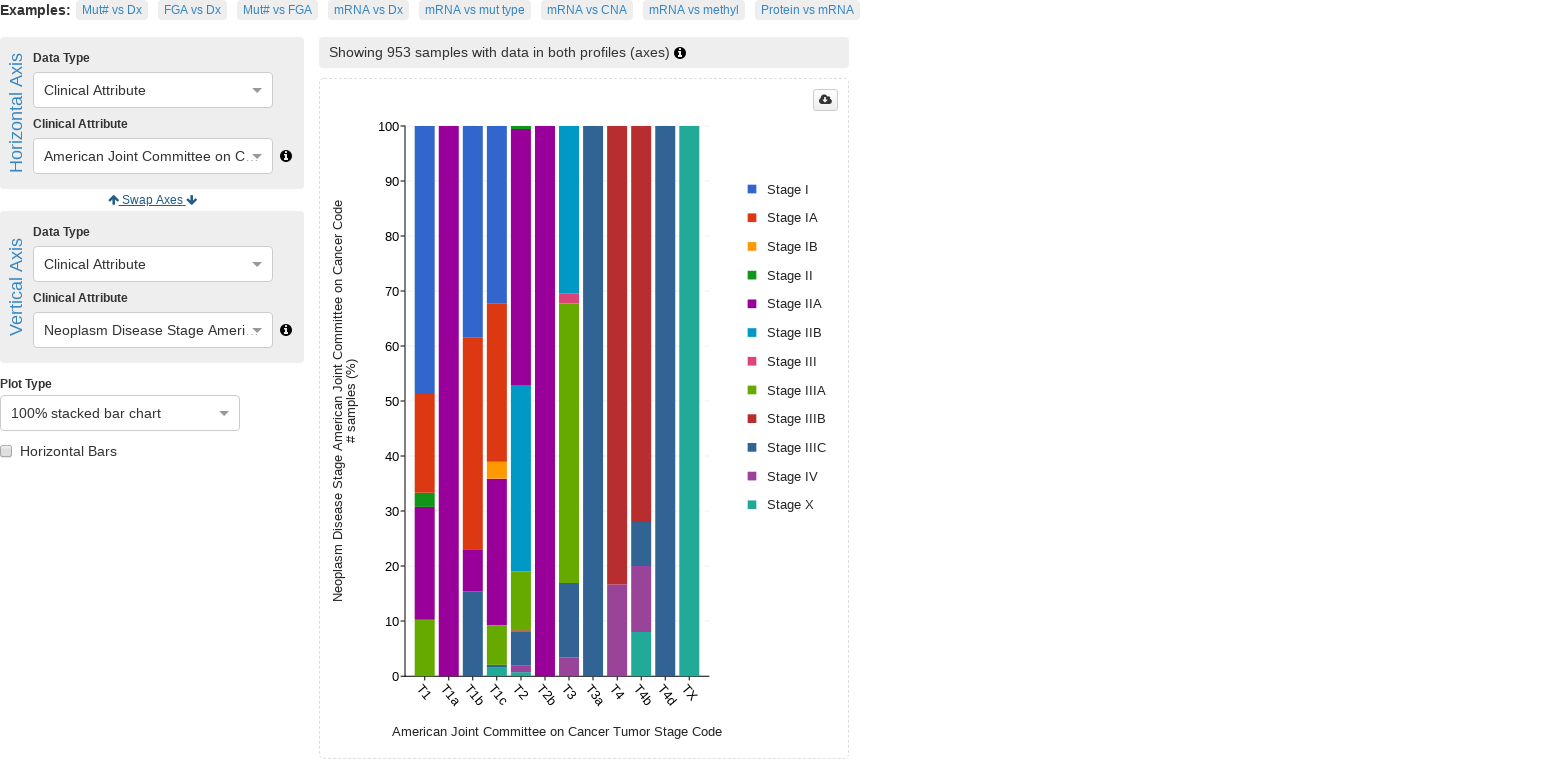 Examples: Mut# vs Dx FGA vs Dx Mut# vs FGA mRNA vs Dx mRNA vs mut type mRNA vs CNA mRNA vs methyl Protein vs mRNA
Horizontal Axis
Data Type
Clinical Attribute
Clinical Attribute
American Joint Committee on C...
Swap Axes
Vertical Axis
Data Type
Clinical Attribute
Clinical Attribute
Neoplasm Disease Stage Ameri...
Plot Type
100% stacked bar chart
Horizontal Bars
Showing 953 samples with data in both profiles (axes)
Neoplasm Disease Stage American Joint Committee on Cancer Code
# samples (%)
100
90
80
70
60
50
40
30
20
10
0
T1 T1a T1b T1c T2 T2b T3 T3a T4 T4b T4d TX
American Joint Committee on Cancer Tumor Stage Code
Stage I
Stage IA
Stage IB
Stage II
Stage IIA
Stage IIB
Stage III
Stage IIIA
Stage IIIB
Stage IIIC
Stage IV
Stage X